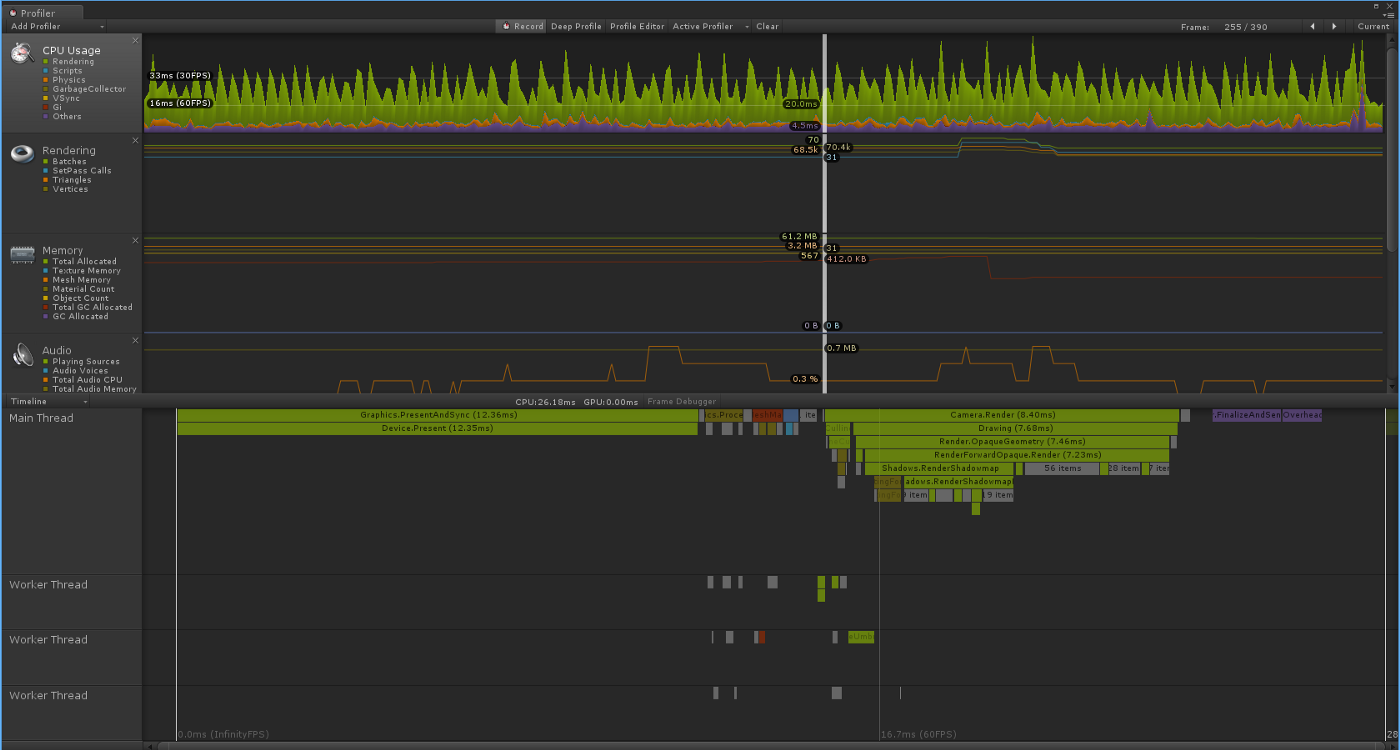 Profiler
Add Profiler
Record Deep Profile Profile Editor Active Profiler Clear
Frame: 255 / 390 Current
CPU Usage
Rendering
Scripts
Physics
GarbageCollector
VSync
Gi
Others
33ms (30FPS)
16ms (60FPS)
20.0ms
4.5ms
Rendering
Batches
SetPass Calls
Triangles
Vertices
70
68.5k 70.4k
31
Memory
Total Allocated
Texture Memory
Mesh Memory
Material Count
Object Count
Total GC Allocated
GC Allocated
61.2 MB
3.2 MB 31
567 412.0 KB
0 B 0 B
Audio
Playing Sources
Audio Voices
Total Audio CPU
Total Audio Memory
0.7 MB
0.3 %
Timeline
CPU:26.18ms GPU:0.00ms Frame Debugger
Main Thread
Graphics.PresentAndSync (12.36ms) ics.Proce eshMa ite Camera.Render (8.40ms) .FinalizeAndSen Overhead
Device.Present (12.35ms) Cullin Drawing (7.68ms)
Render.OpaqueGeometry (7.46ms)
RenderForwardOpaque.Render (7.23ms)
Shadows.RenderShadowmap 56 items 28 item 7 iter
tingFo adows.RenderShadowmapl
item 19 item
Worker Thread
Worker Thread
eUmb
Worker Thread
0.0ms (InfinityFPS) 16.7ms (60FPS) 28